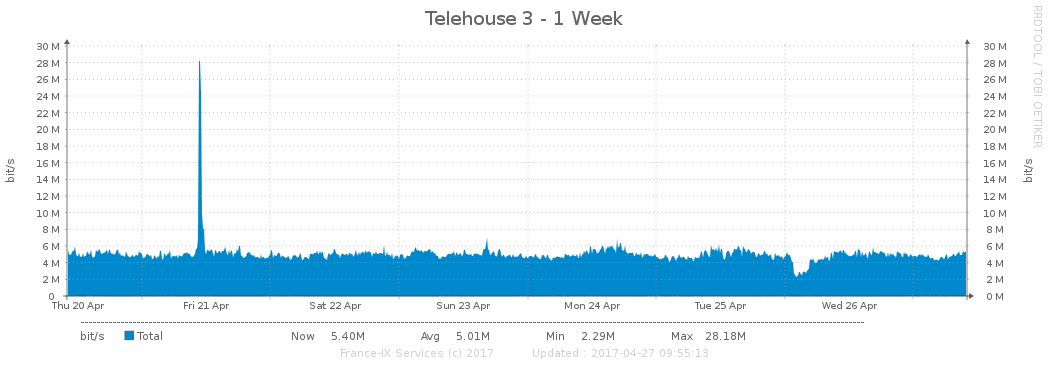 Telehouse 3 - 1 Week
RRDTOOL / TOBI OETIKER
bit/s
30 M
28 M
26 M
24 M
22 M
20 M
18 M
16 M
14 M
12 M
10 M
8 M
6 M
4 M
2 M
0
30 M
28 M
26 M
24 M
22 M
20 M
18 M
16 M
14 M
12 M
10 M
8 M
6 M
4 M
2 M
0 M
bit/s
Thu 20 Apr Fri 21 Apr Sat 22 Apr Sun 23 Apr Mon 24 Apr Tue 25 Apr Wed 26 Apr
bit/s Total Now 5.40M Avg 5.01M Min 2.29M Max 28.18M
France-IX Services (c) 2017 Updated : 2017-04-27 09:55:13